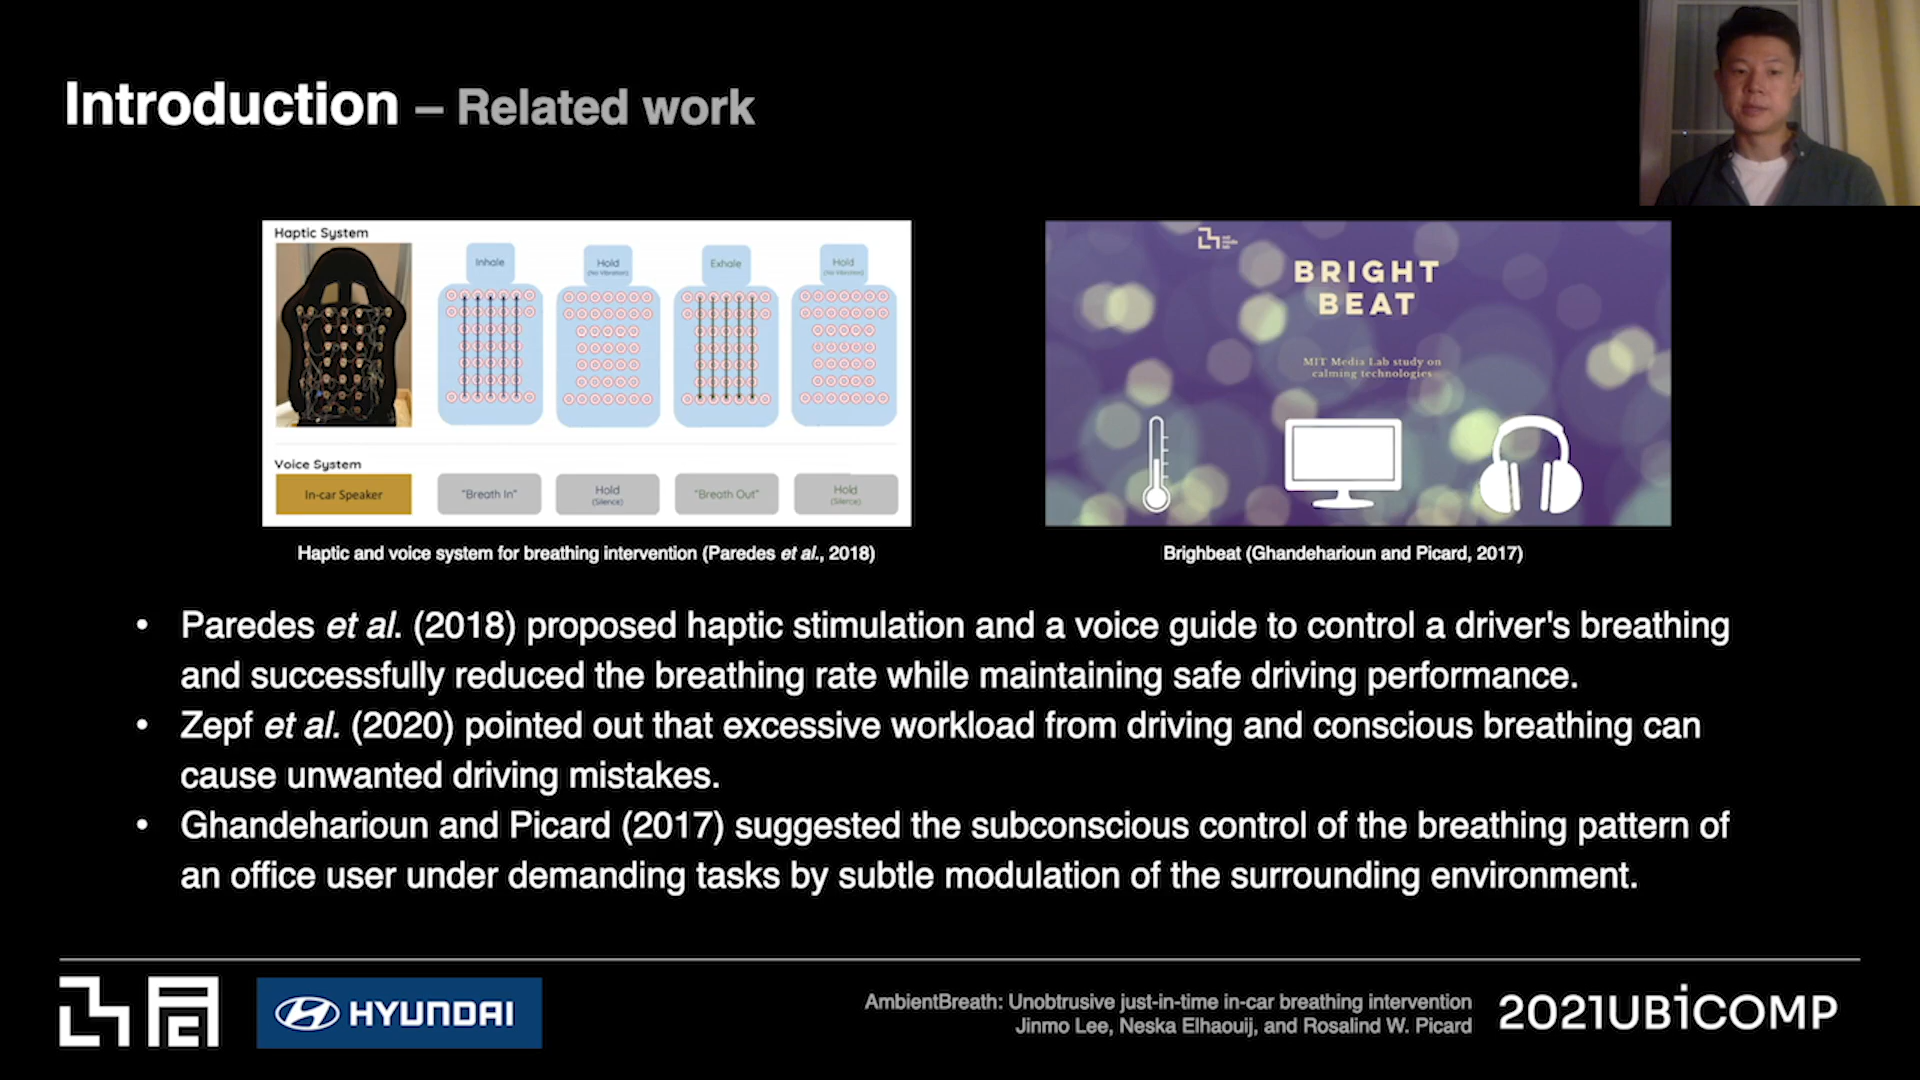 Introduction – Related work
Haptic System
Inhale
Hold
(No Vibration)
Exhale
Hold
(No Vibration)
Voice System
In-car Speaker
"Breath In"
Hold
(Silence)
"Breath Out"
Hold
(Silence)
BRIGHT
BEAT
MIT Media Lab study on
calming technologies
Haptic and voice system for breathing intervention (Paredes et al., 2018)
Brighbeat (Ghandeharioun and Picard, 2017)
• Paredes et al. (2018) proposed haptic stimulation and a voice guide to control a driver's breathing
and successfully reduced the breathing rate while maintaining safe driving performance.
• Zepf et al. (2020) pointed out that excessive workload from driving and conscious breathing can
cause unwanted driving mistakes.
• Ghandeharioun and Picard (2017) suggested the subconscious control of the breathing pattern of
an office user under demanding tasks by subtle modulation of the surrounding environment.
HYUNDAI
AmbientBreath: Unobtrusive just-in-time in-car breathing intervention
Jinmo Lee, Neska Elhaouij, and Rosalind W. Picard
2021UBiCOMP